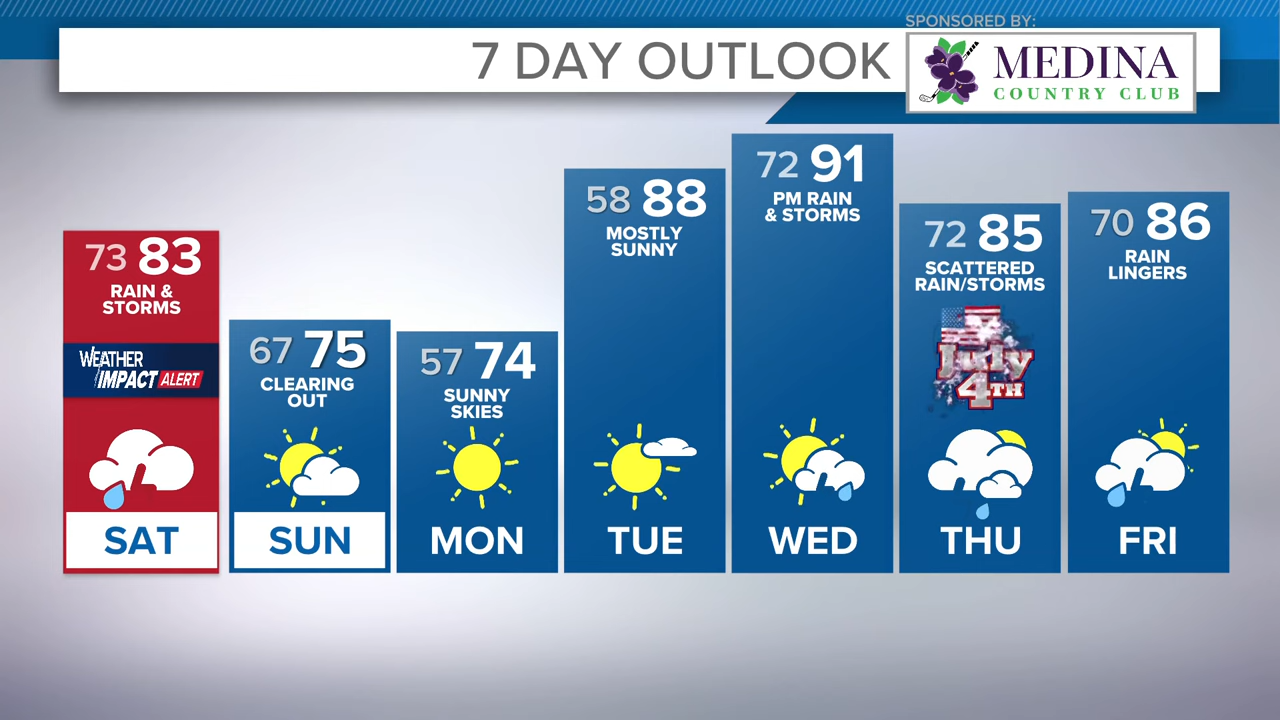 SPONSORED BY:
7 DAY OUTLOOK
MEDINA
COUNTRY CLUB
73 83
RAIN &
STORMS
WEATHER
IMPACT ALERT
SAT
67 75
CLEARING
OUT
SUN
57 74
SUNNY
SKIES
MON
58 88
MOSTLY
SUNNY
TUE
72 91
PM RAIN
& STORMS
WED
72 85
SCATTERED
RAIN/STORMS
July
4TH
THU
70 86
RAIN
LINGERS
FRI